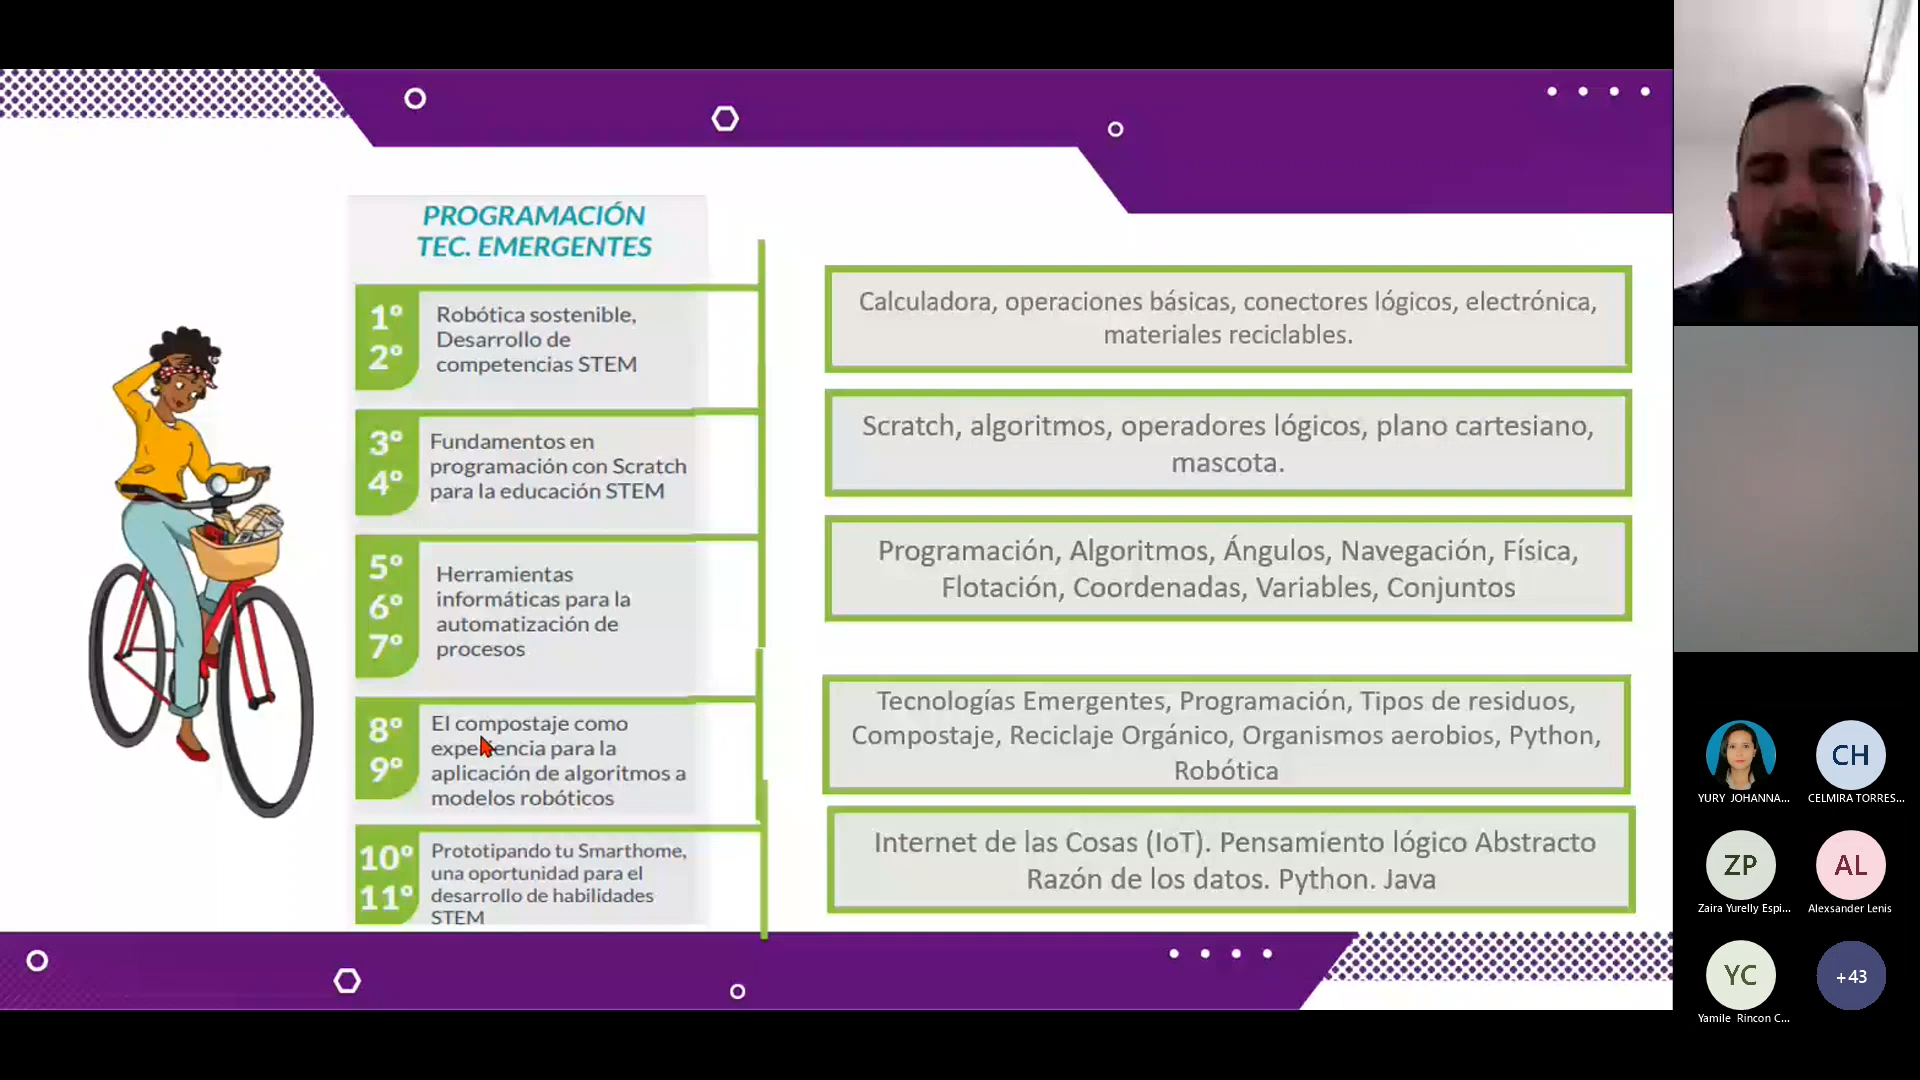 PROGRAMACIÓN
TEC. EMERGENTES
1°
2°
Robótica sostenible,
Desarrollo de
competencias STEM
Calculadora, operaciones básicas, conectores lógicos, electrónica,
materiales reciclables.
3°
4°
Fundamentos en
programación con Scratch
para la educación STEM
Scratch, algoritmos, operadores lógicos, plano cartesiano,
mascota.
5°
6°
7°
Herramientas
informáticas para la
automatización de
procesos
Programación, Algoritmos, Ángulos, Navegación, Física,
Flotación, Coordenadas, Variables, Conjuntos
8°
9°
El compostaje como
experiencia para la
aplicación de algoritmos a
modelos robóticos
Tecnologías Emergentes, Programación, Tipos de residuos,
Compostaje, Reciclaje Orgánico, Organismos aerobios, Python,
Robótica
10°
11°
Prototipando tu Smarthome,
una oportunidad para el
desarrollo de habilidades
STEM
Internet de las Cosas (IoT). Pensamiento lógico Abstracto
Razón de los datos. Python. Java
YURY JOHANNA...
CH
CELMIRA TORRES...
ZP
Zaira Yurelly Espi...
AL
Alexsander Lenis
YC
Yamile Rincon C...
+43